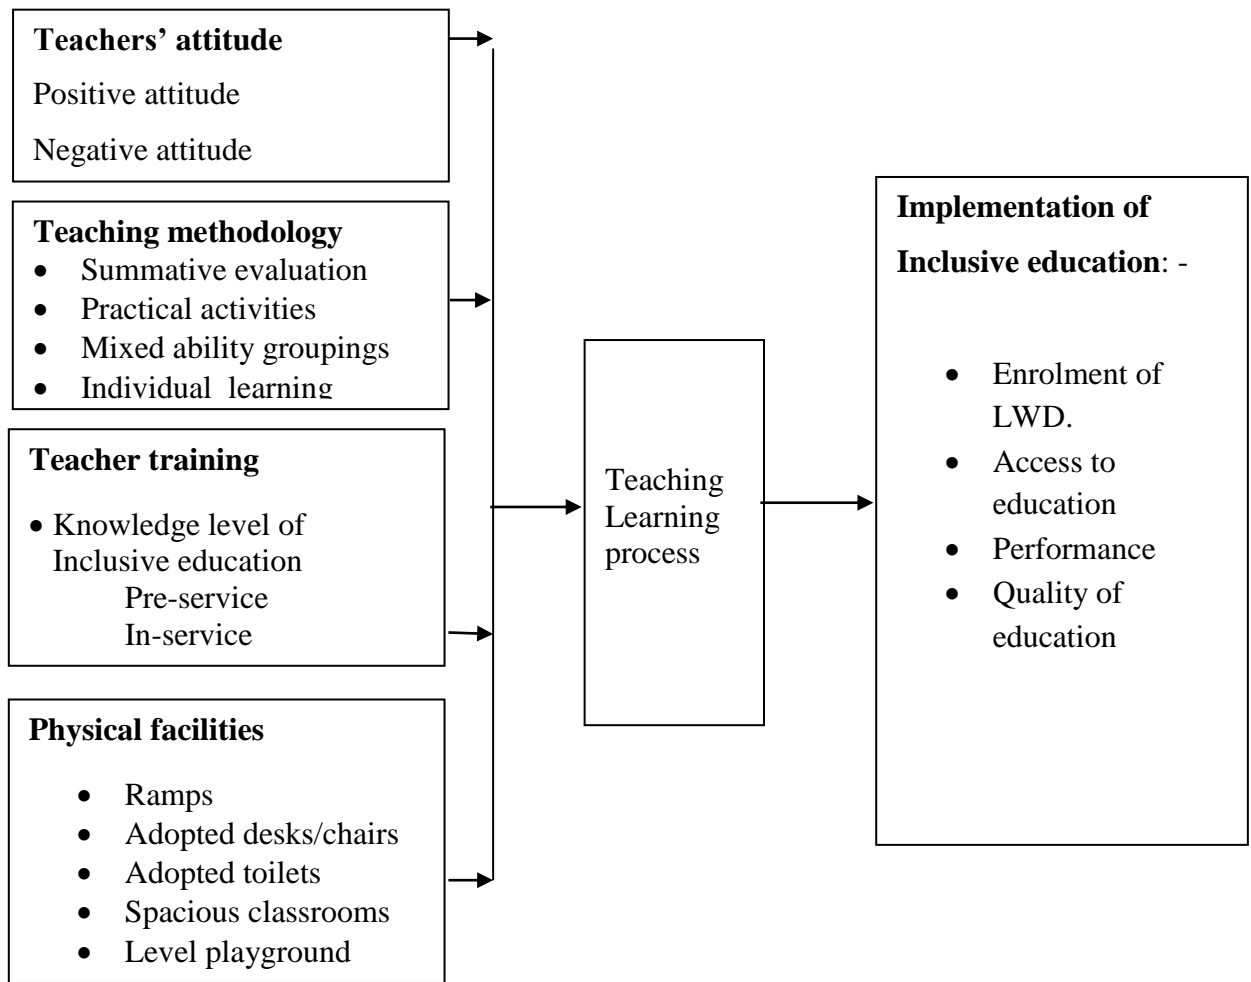 Teachers’ attitude
Positive attitude
Negative attitude
Teaching methodology
• Summative evaluation
• Practical activities
• Mixed ability groupings
• Individual learning
Teacher training
• Knowledge level of
Inclusive education
Pre-service
In-service
Physical facilities
• Ramps
• Adopted desks/chairs
• Adopted toilets
• Spacious classrooms
• Level playground
Teaching
Learning
process
Implementation of
Inclusive education: -
• Enrolment of
LWD.
• Access to
education
• Performance
• Quality of
education